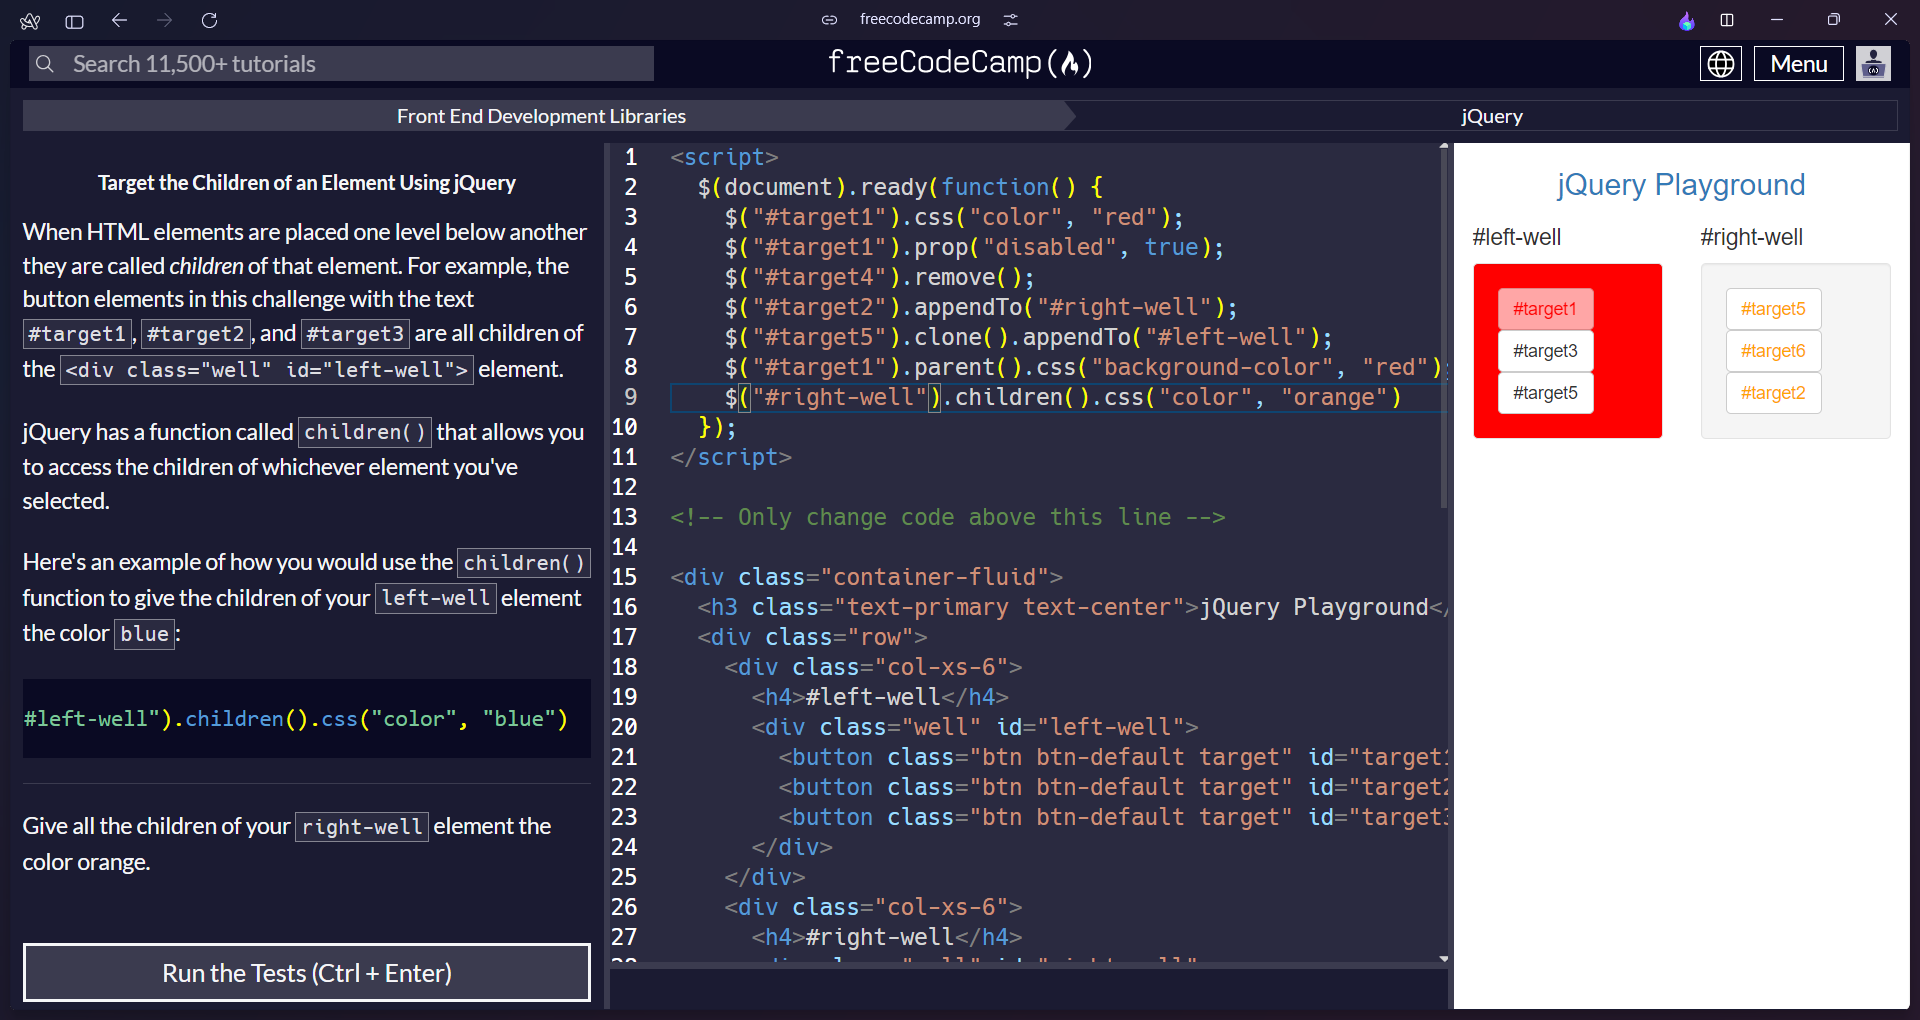 freecodecamp.org
Search 11,500+ tutorials
freeCodeCamp
Menu
Front End Development Libraries
jQuery
Target the Children of an Element Using jQuery
When HTML elements are placed one level below another
they are called children of that element. For example, the
button elements in this challenge with the text
#target1, #target2, and #target3 are all children of
the <div class="well" id="left-well"> element.
jQuery has a function called children() that allows you
to access the children of whichever element you've
selected.
Here's an example of how you would use the children()
function to give the children of your left-well element
the color blue:
#left-well").children().css("color", "blue")
Give all the children of your right-well element the
color orange.
Run the Tests (Ctrl + Enter)
1 <script>
2 $(document).ready(function() {
3 $("#target1").css("color", "red");
4 $("#target1").prop("disabled", true);
5 $("#target4").remove();
6 $("#target2").appendTo("#right-well");
7 $("#target5").clone().appendTo("#left-well");
8 $("#target1").parent().css("background-color", "red")
9 $("#right-well").children().css("color", "orange")
10 });
11 </script>
12
13 <!-- Only change code above this line -->
14
15 <div class="container-fluid">
16 <h3 class="text-primary text-center">jQuery Playground</
17 <div class="row">
18 <div class="col-xs-6">
19 <h4>#left-well</h4>
20 <div class="well" id="left-well">
21 <button class="btn btn-default target" id="target1
22 <button class="btn btn-default target" id="target2
23 <button class="btn btn-default target" id="target3
24 </div>
25 </div>
26 <div class="col-xs-6">
27 <h4>#right-well</h4>
jQuery Playground
#left-well
#target1
#target3
#target5
#right-well
#target5
#target6
#target2